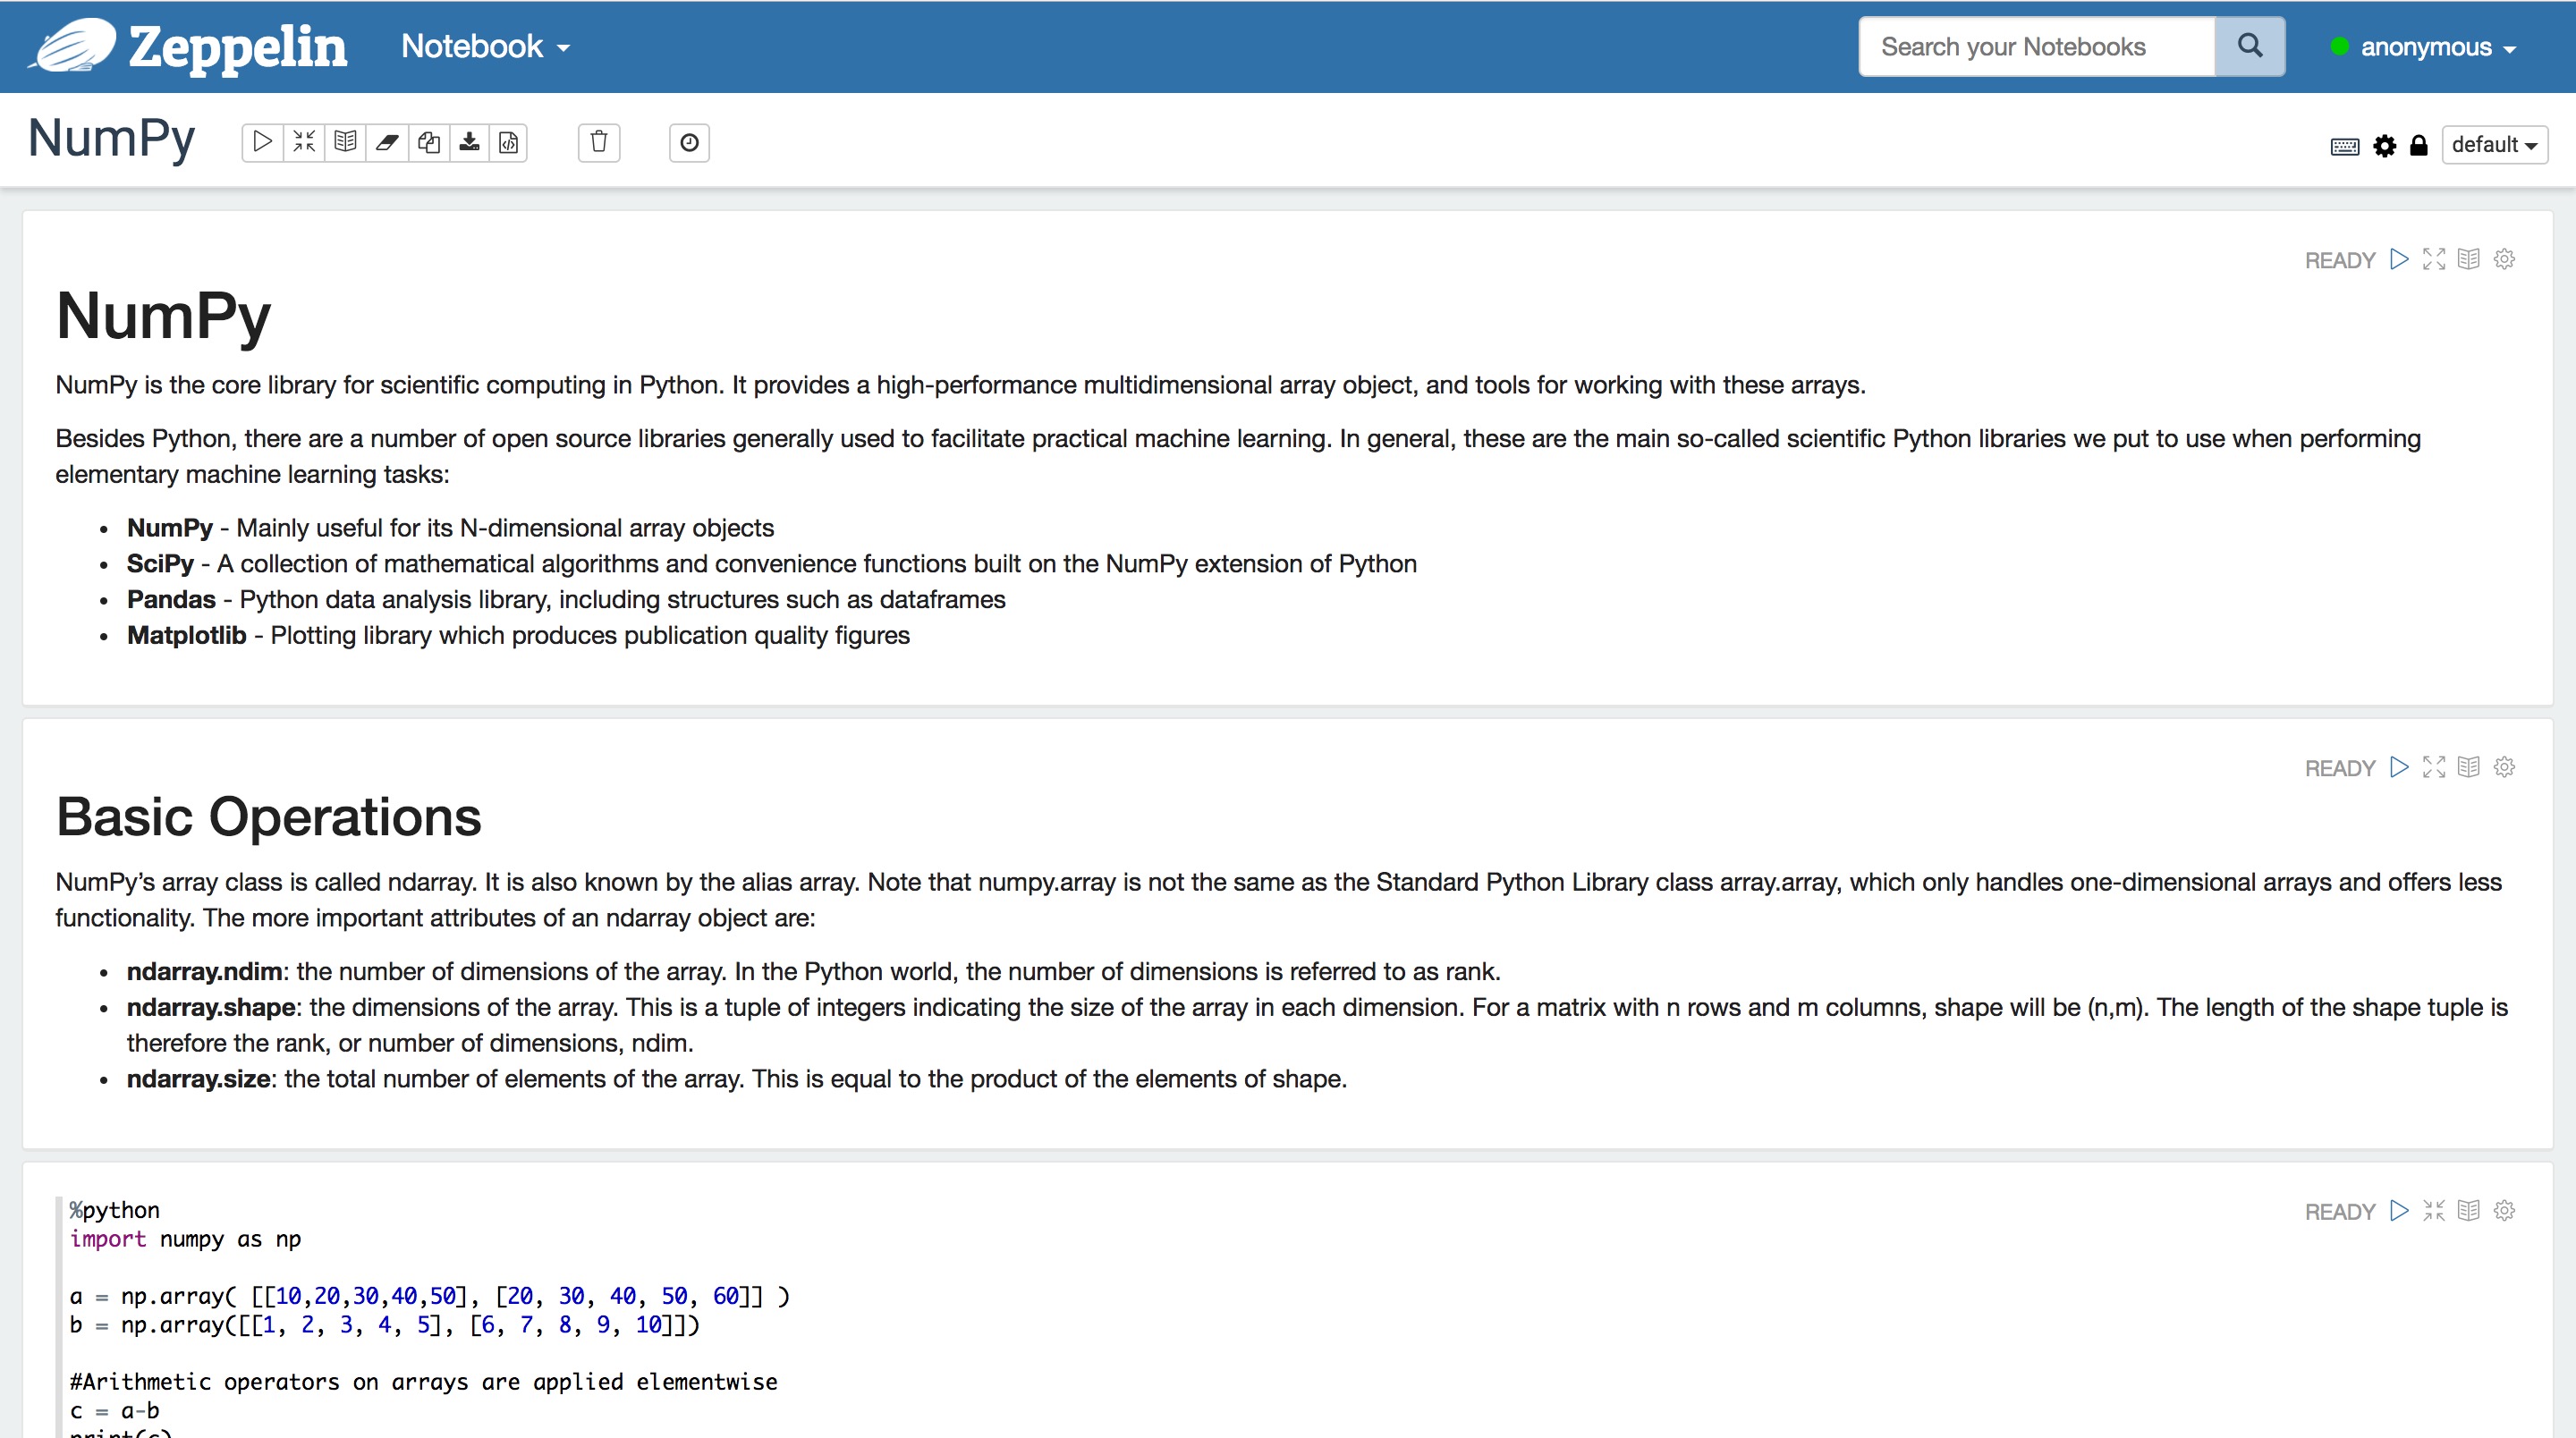 Zeppelin Notebook Search your Notebooks anonymous
NumPy default
READY
NumPy
NumPy is the core library for scientific computing in Python. It provides a high-performance multidimensional array object, and tools for working with these arrays.
Besides Python, there are a number of open source libraries generally used to facilitate practical machine learning. In general, these are the main so-called scientific Python libraries we put to use when performing
elementary machine learning tasks:
• NumPy - Mainly useful for its N-dimensional array objects
• SciPy - A collection of mathematical algorithms and convenience functions built on the NumPy extension of Python
• Pandas - Python data analysis library, including structures such as dataframes
• Matplotlib - Plotting library which produces publication quality figures
READY
Basic Operations
NumPy’s array class is called ndarray. It is also known by the alias array. Note that numpy.array is not the same as the Standard Python Library class array.array, which only handles one-dimensional arrays and offers less
functionality. The more important attributes of an ndarray object are:
• ndarray.ndim: the number of dimensions of the array. In the Python world, the number of dimensions is referred to as rank.
• ndarray.shape: the dimensions of the array. This is a tuple of integers indicating the size of the array in each dimension. For a matrix with n rows and m columns, shape will be (n,m). The length of the shape tuple is
therefore the rank, or number of dimensions, ndim.
• ndarray.size: the total number of elements of the array. This is equal to the product of the elements of shape.
READY
%python
import numpy as np
a = np.array( [[10,20,30,40,50], [20, 30, 40, 50, 60]] )
b = np.array([[1, 2, 3, 4, 5], [6, 7, 8, 9, 10]])
#Arithmetic operators on arrays are applied elementwise
c = a-b
print(c)